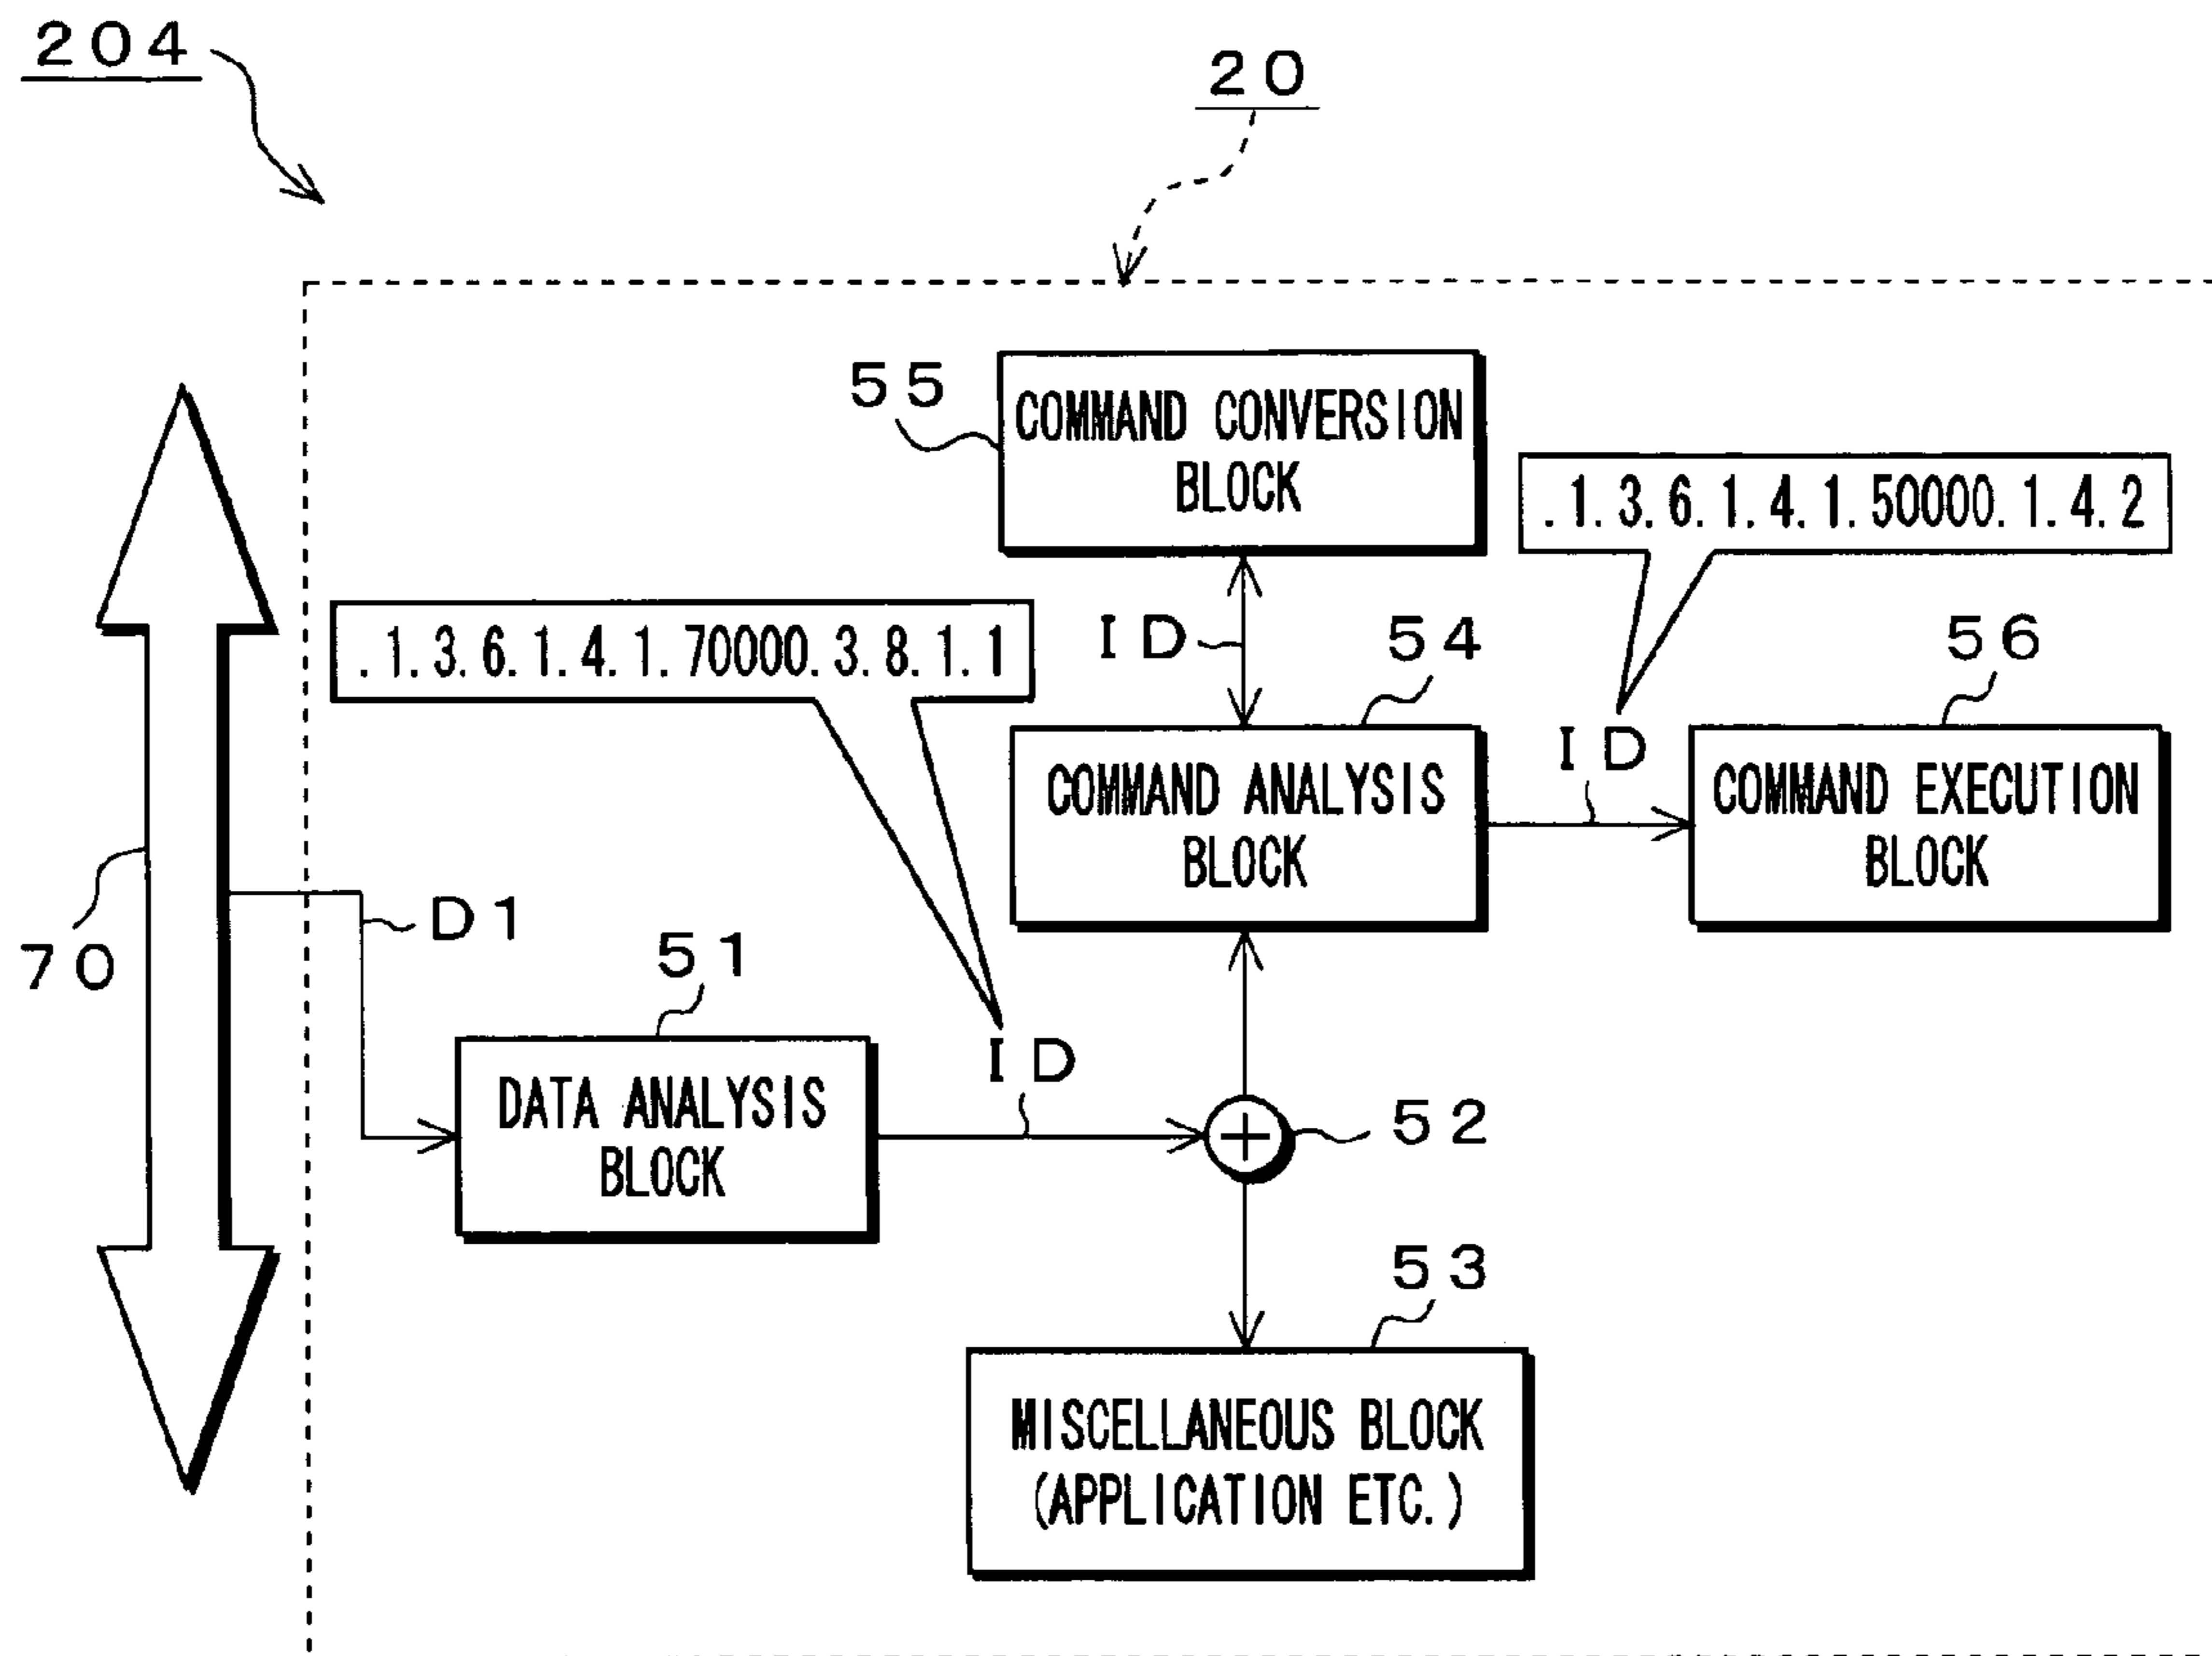 204
20
55
COMMAND CONVERSION
BLOCK
.1.3.6.1.4.1.50000.1.4.2
.1.3.6.1.4.1.70000.3.8.1.1
ID
54
56
ID
COMMAND ANALYSIS
BLOCK
COMMAND EXECUTION
BLOCK
D1
70
51
ID
DATA ANALYSIS
BLOCK
52
53
MISCELLANEOUS BLOCK
(APPLICATION ETC.)